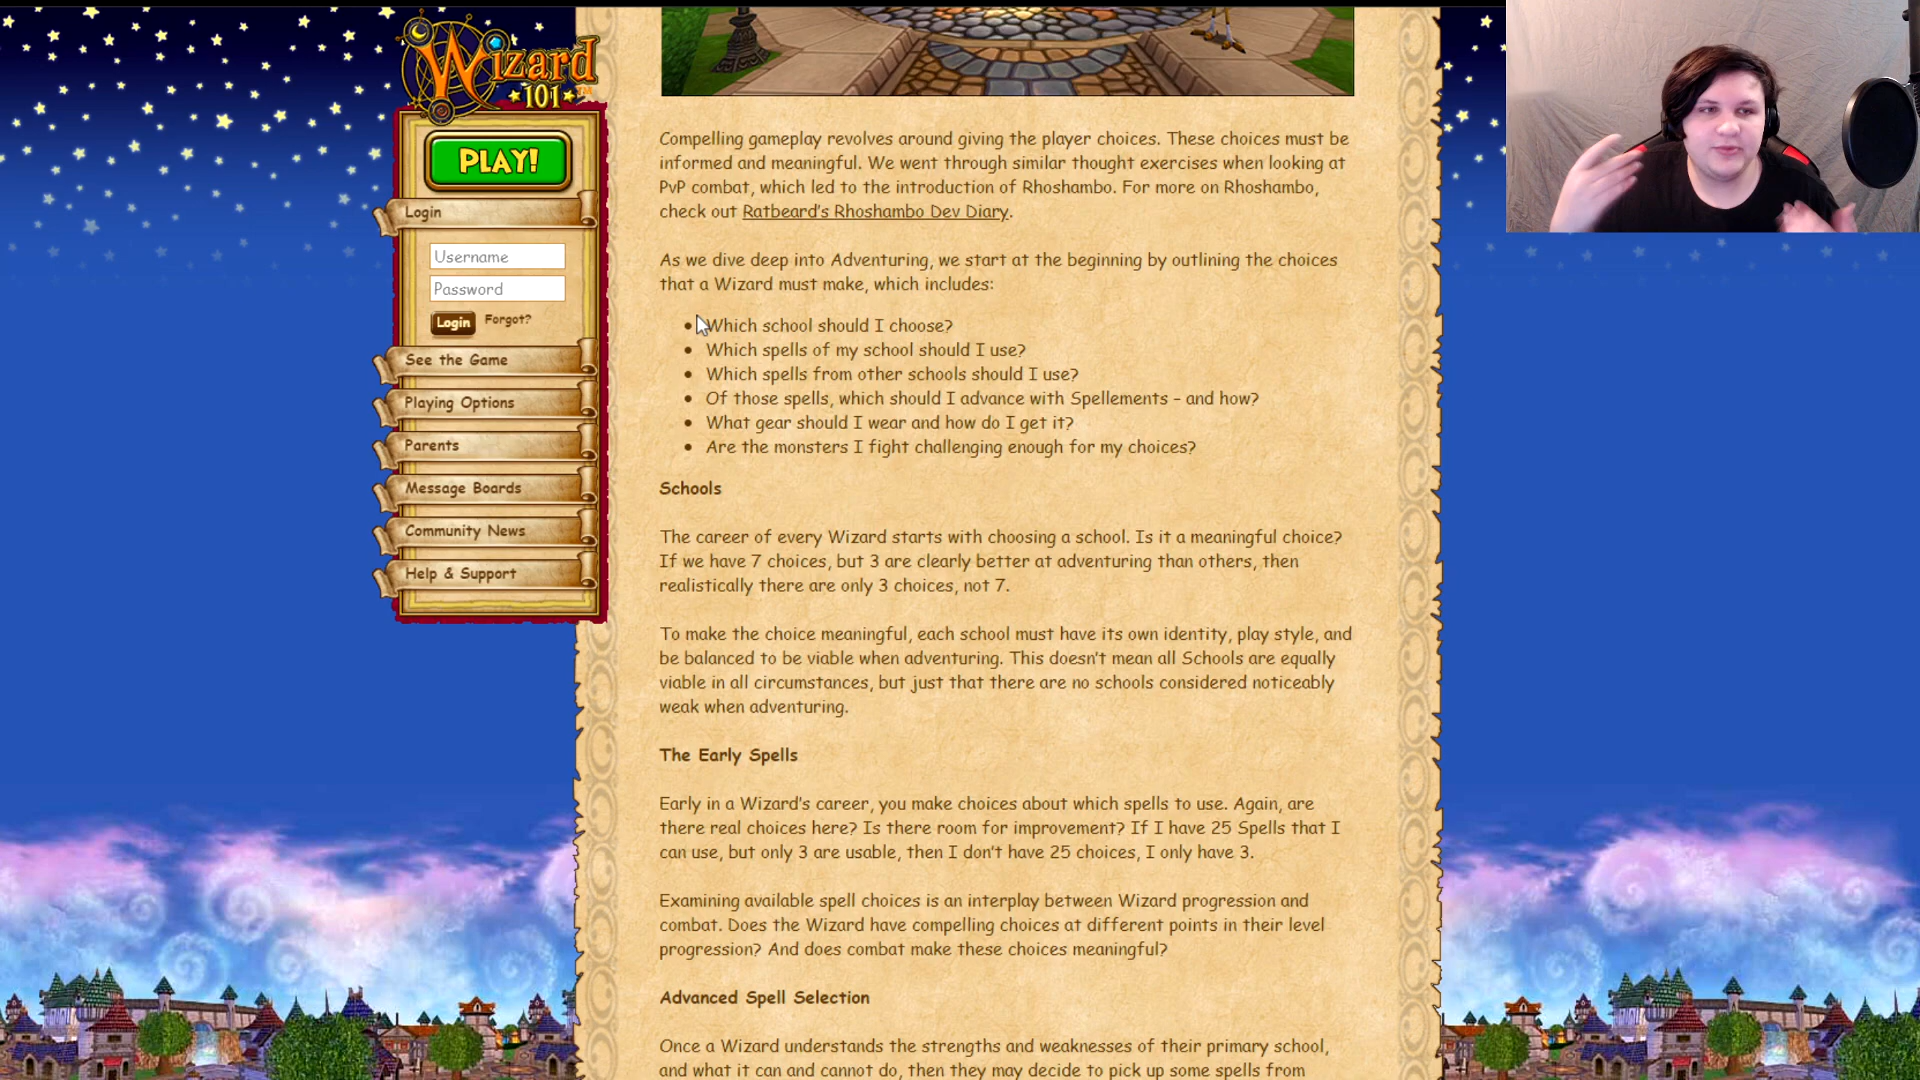 Wizard
101 TM
PLAY!
Login
Username
Password
Login Forgot?
See the Game
Playing Options
Parents
Message Boards
Community News
Help & Support
Compelling gameplay revolves around giving the player choices. These choices must be
informed and meaningful. We went through similar thought exercises when looking at
PvP combat, which led to the introduction of Rhoshambo. For more on Rhoshambo,
check out Ratbeard's Rhoshambo Dev Diary.
As we dive deep into Adventuring, we start at the beginning by outlining the choices
that a Wizard must make, which includes:
• Which school should I choose?
• Which spells of my school should I use?
• Which spells from other schools should I use?
• Of those spells, which should I advance with Spellements – and how?
• What gear should I wear and how do I get it?
• Are the monsters I fight challenging enough for my choices?
Schools
The career of every Wizard starts with choosing a school. Is it a meaningful choice?
If we have 7 choices, but 3 are clearly better at adventuring than others, then
realistically there are only 3 choices, not 7.
To make the choice meaningful, each school must have its own identity, play style, and
be balanced to be viable when adventuring. This doesn't mean all Schools are equally
viable in all circumstances, but just that there are no schools considered noticeably
weak when adventuring.
The Early Spells
Early in a Wizard's career, you make choices about which spells to use. Again, are
there real choices here? Is there room for improvement? If I have 25 Spells that I
can use, but only 3 are usable, then I don't have 25 choices, I only have 3.
Examining available spell choices is an interplay between Wizard progression and
combat. Does the Wizard have compelling choices at different points in their level
progression? And does combat make these choices meaningful?
Advanced Spell Selection
Once a Wizard understands the strengths and weaknesses of their primary school,
and what it can and cannot do, then they may decide to pick up some spells from